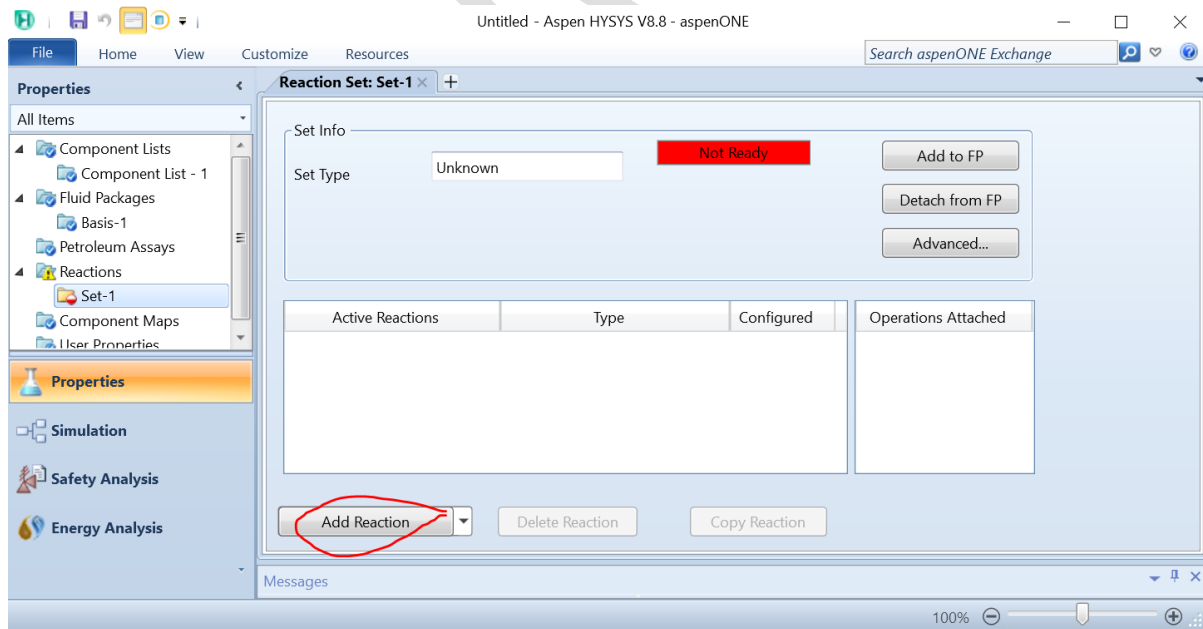 Untitled - Aspen HYSYS V8.8 - aspenONE
File Home View Customize Resources Search aspenONE Exchange
Properties
All Items
Component Lists
Component List - 1
Fluid Packages
Basis-1
Petroleum Assays
Reactions
Set-1
Component Maps
User Properties
Properties
Simulation
Safety Analysis
Energy Analysis
Reaction Set: Set-1
Set Info
Set Type Unknown Not Ready
Add to FP
Detach from FP
Advanced...
Active Reactions Type Configured Operations Attached
Add Reaction Delete Reaction Copy Reaction
Messages
100%